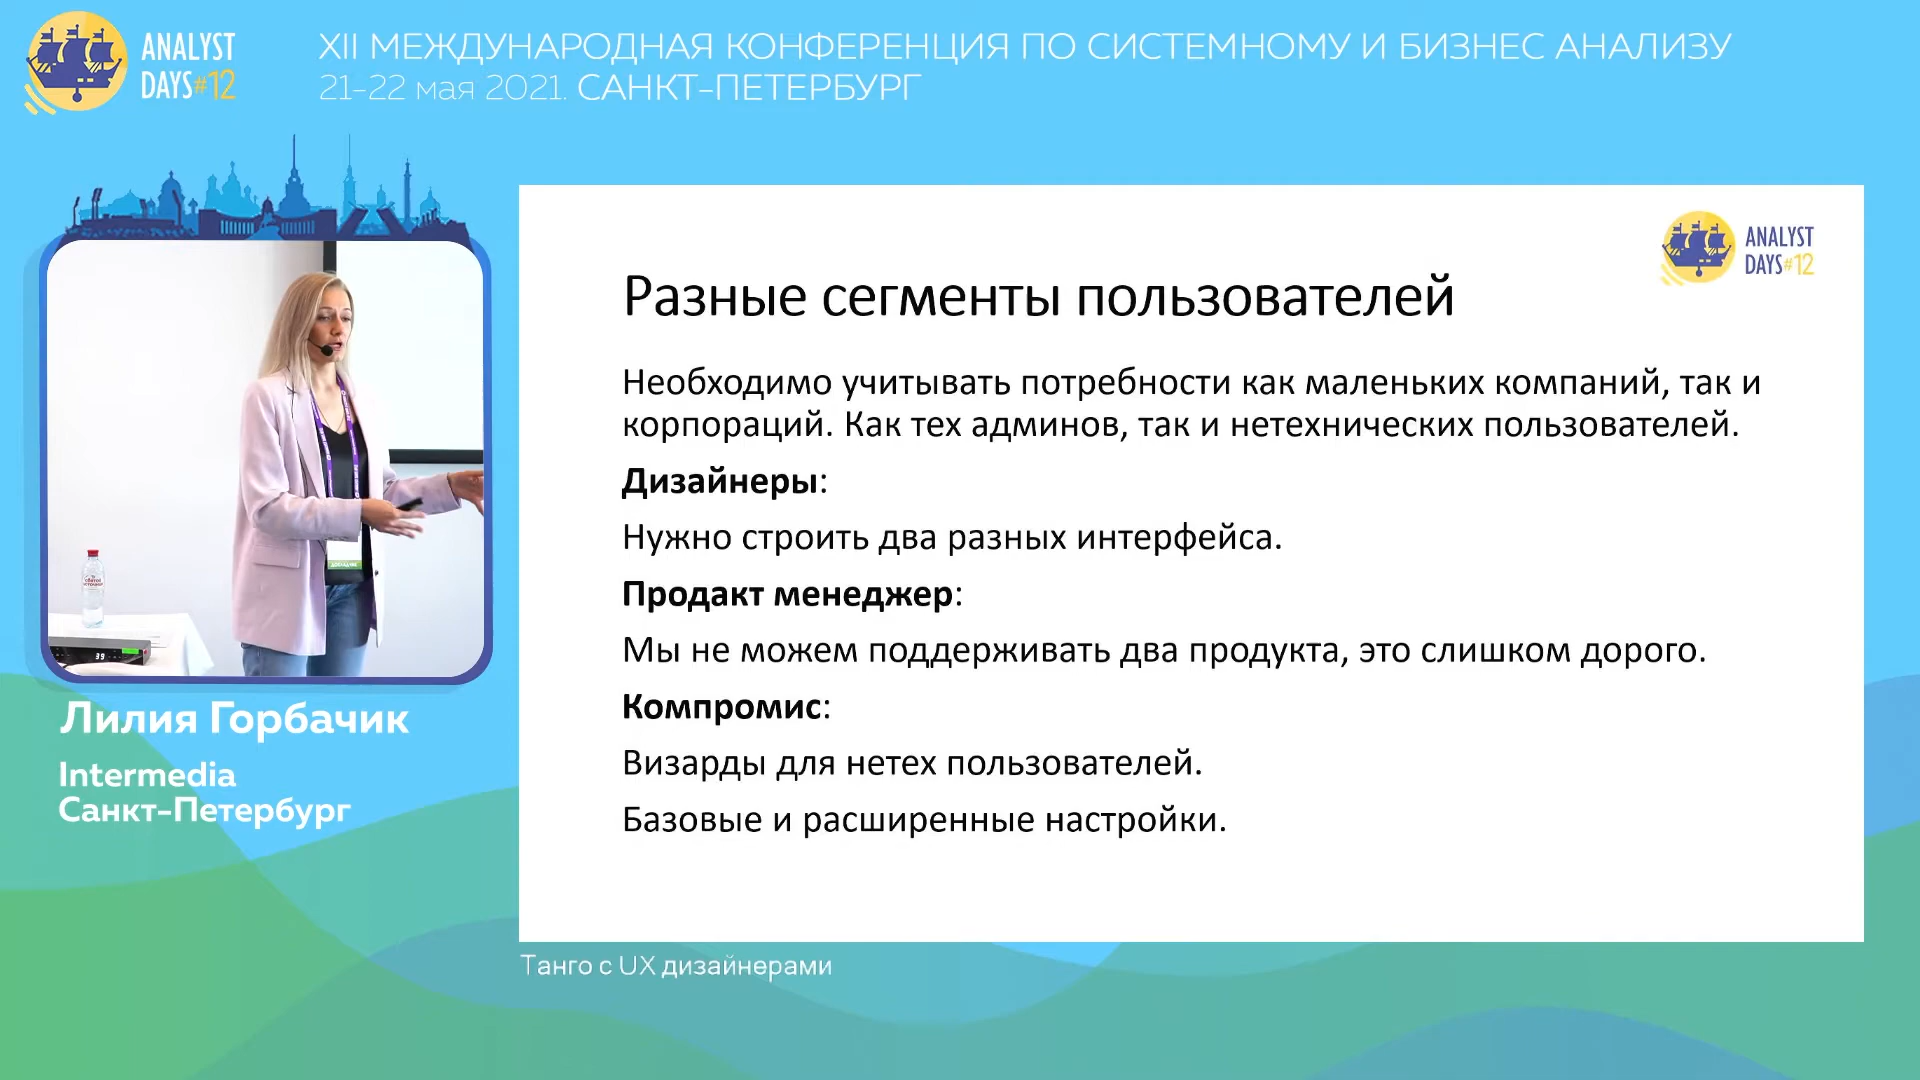 ANALYST
DAYS#12
XII МЕЖДУНАРОДНАЯ КОНФЕРЕНЦИЯ ПО СИСТЕМНОМУ И БИЗНЕС АНАЛИЗУ
21-22 мая 2021. САНКТ-ПЕТЕРБУРГ
ANALYST
DAYS#12
Разные сегменты пользователей
Необходимо учитывать потребности как маленьких компаний, так и
корпораций. Как тех админов, так и нетехнических пользователей.
Дизайнеры:
Нужно строить два разных интерфейса.
Продакт менеджер:
Мы не можем поддерживать два продукта, это слишком дорого.
Компромис:
Визарды для нетех пользователей.
Базовые и расширенные настройки.
39
Лилия Горбачик
Intermedia
Санкт-Петербург
Танго с UX дизайнерами